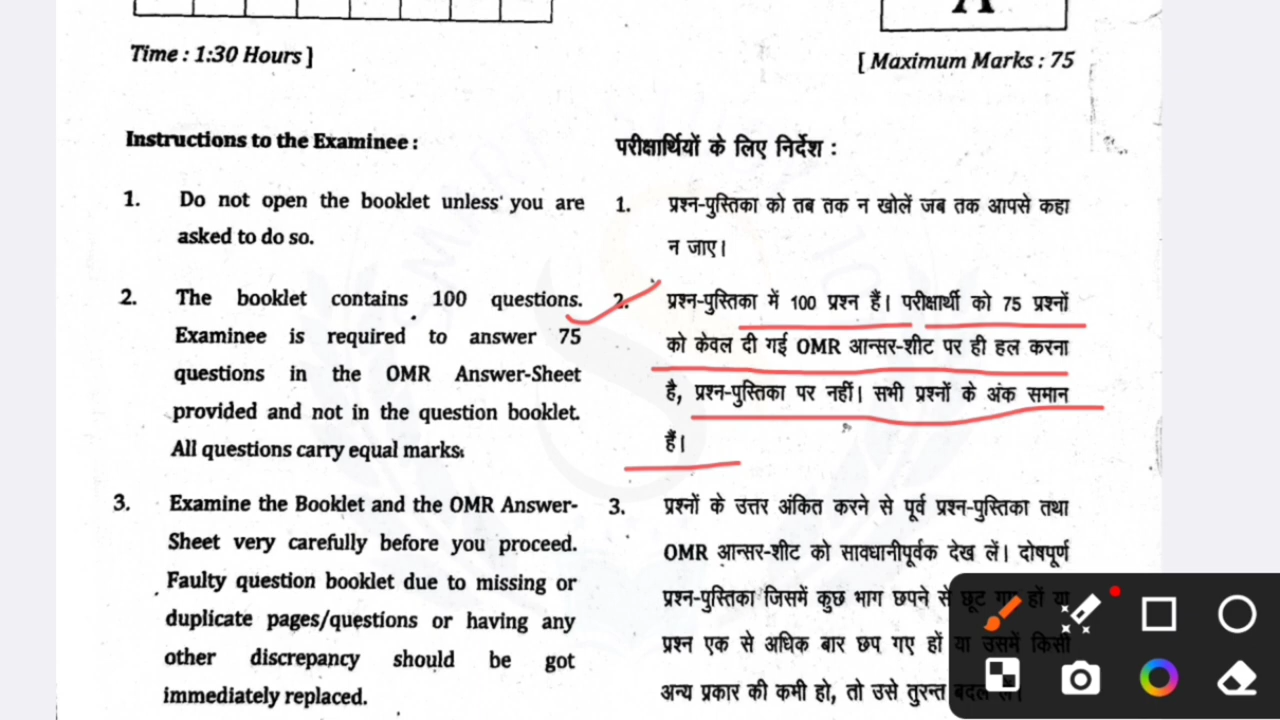 A
Time : 1:30 Hours ]
[ Maximum Marks : 75
Instructions to the Examinee :
1. Do not open the booklet unless you are
asked to do so.
2. The booklet contains 100 questions.
Examinee is required to answer 75
questions in the OMR Answer-Sheet
provided and not in the question booklet.
All questions carry equal marks.
3. Examine the Booklet and the OMR Answer-
Sheet very carefully before you proceed.
Faulty question booklet due to missing or
duplicate pages/questions or having any
other discrepancy should be got
immediately replaced.
परीक्षार्थियों के लिए निर्देश :
1. प्रश्न-पुस्तिका को तब तक न खोलें जब तक आपसे कहा
न जाए।
2. प्रश्न-पुस्तिका में 100 प्रश्न हैं। परीक्षार्थी को 75 प्रश्नों
को केवल दी गई OMR आन्सर-शीट पर ही हल करना
है, प्रश्न-पुस्तिका पर नहीं। सभी प्रश्नों के अंक समान
हैं।
3. प्रश्नों के उत्तर अंकित करने से पूर्व प्रश्न-पुस्तिका तथा
OMR आन्सर-शीट को सावधानीपूर्वक देख लें। दोषपूर्ण
प्रश्न-पुस्तिका जिसमें कुछ भाग छपने से छूट गए हों या
प्रश्न एक से अधिक बार छप गए हों या उसमें किसी
अन्य प्रकार की कमी हो, तो उसे तुरन्त बदल लें।